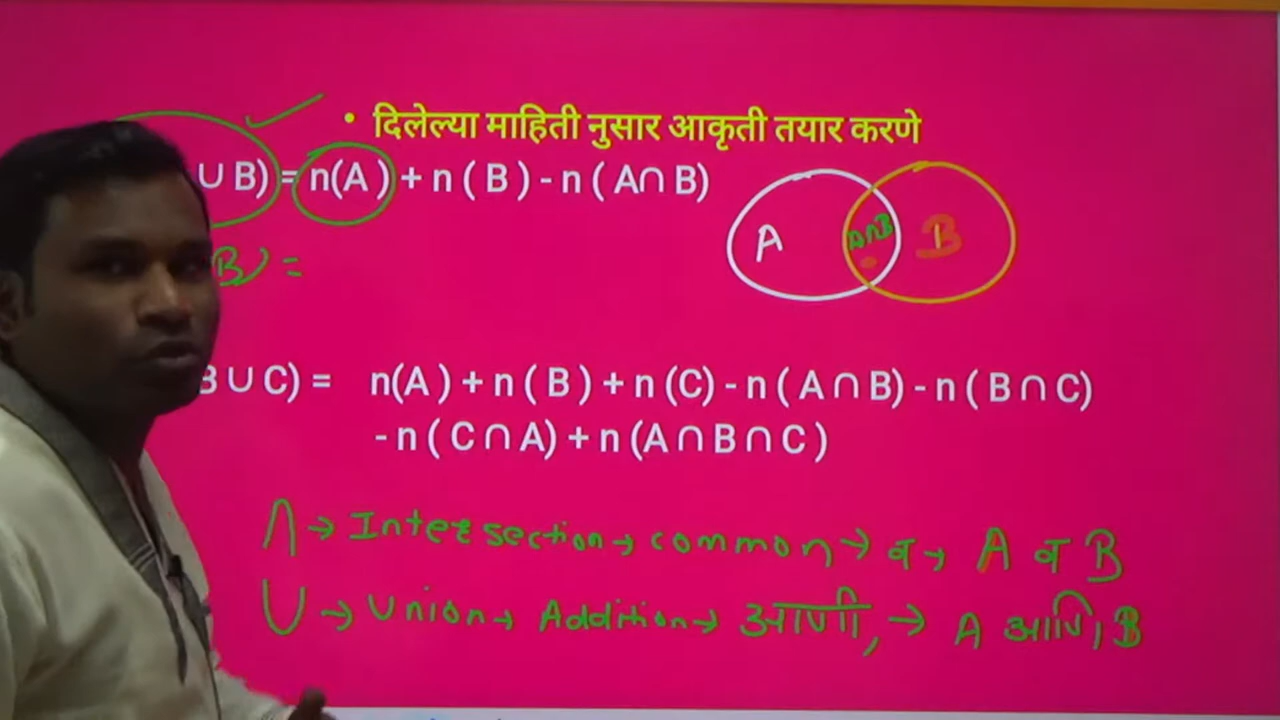 • दिलेल्या माहिती नुसार आकृती तयार करणे
∪ B) = n(A ) + n ( B ) - n ( A∩ B)
A A∩B B
B) =
B ∪ C) = n(A ) + n ( B ) + n (C) - n ( A ∩ B) - n ( B ∩ C)
- n ( C ∩ A) + n (A ∩ B ∩ C )
∩ → Intersection → common → व → A व B
∪ → Union → Addition → आणी, → A आणि, B